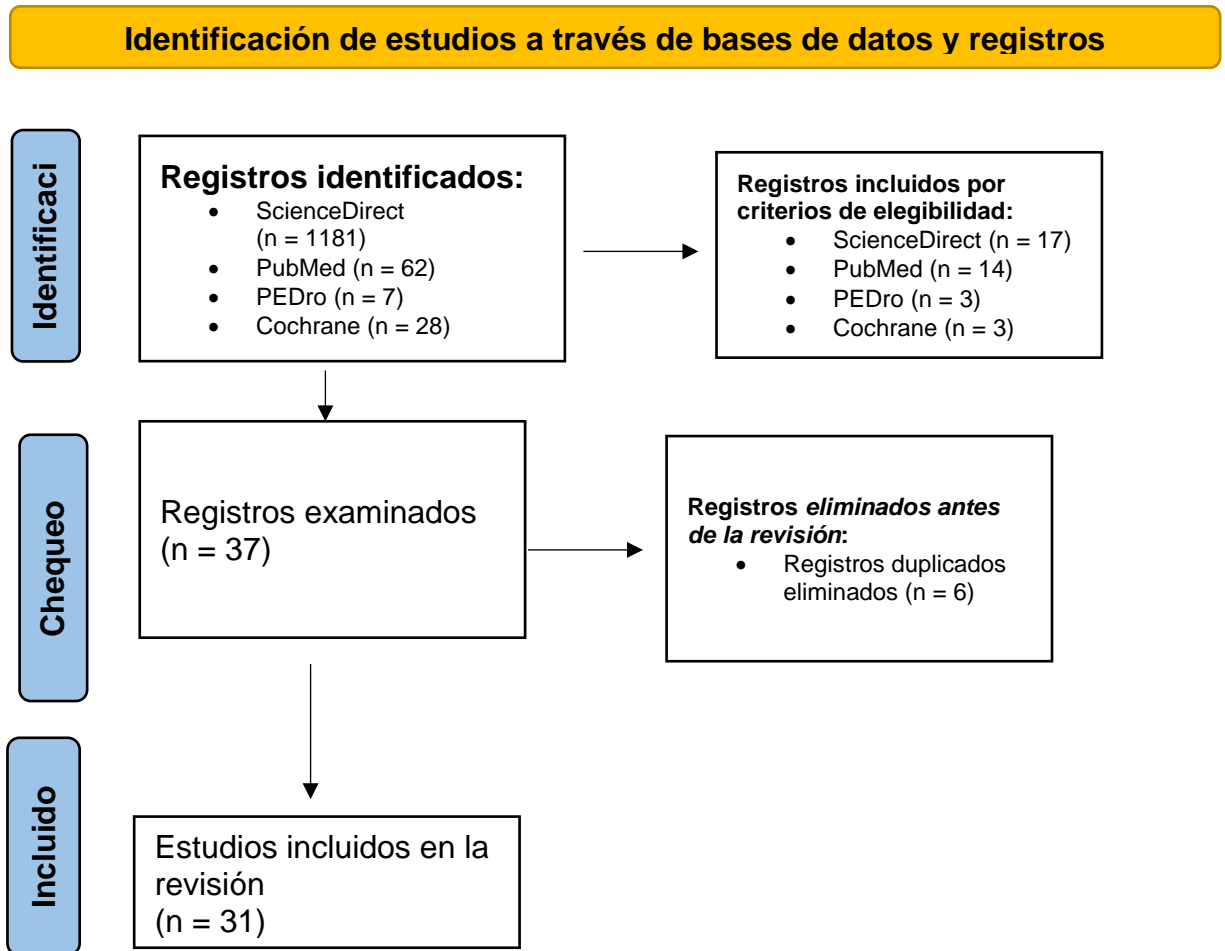 Identificación de estudios a través de bases de datos y registros
Identificaci
Registros identificados:
• ScienceDirect
(n = 1181)
• PubMed (n = 62)
• PEDro (n = 7)
• Cochrane (n = 28)
Registros incluidos por
criterios de elegibilidad:
• ScienceDirect (n = 17)
• PubMed (n = 14)
• PEDro (n = 3)
• Cochrane (n = 3)
Chequeo
Registros examinados
(n = 37)
Registros eliminados antes
de la revisión:
• Registros duplicados
eliminados (n = 6)
Incluido
Estudios incluidos en la
revisión
(n = 31)